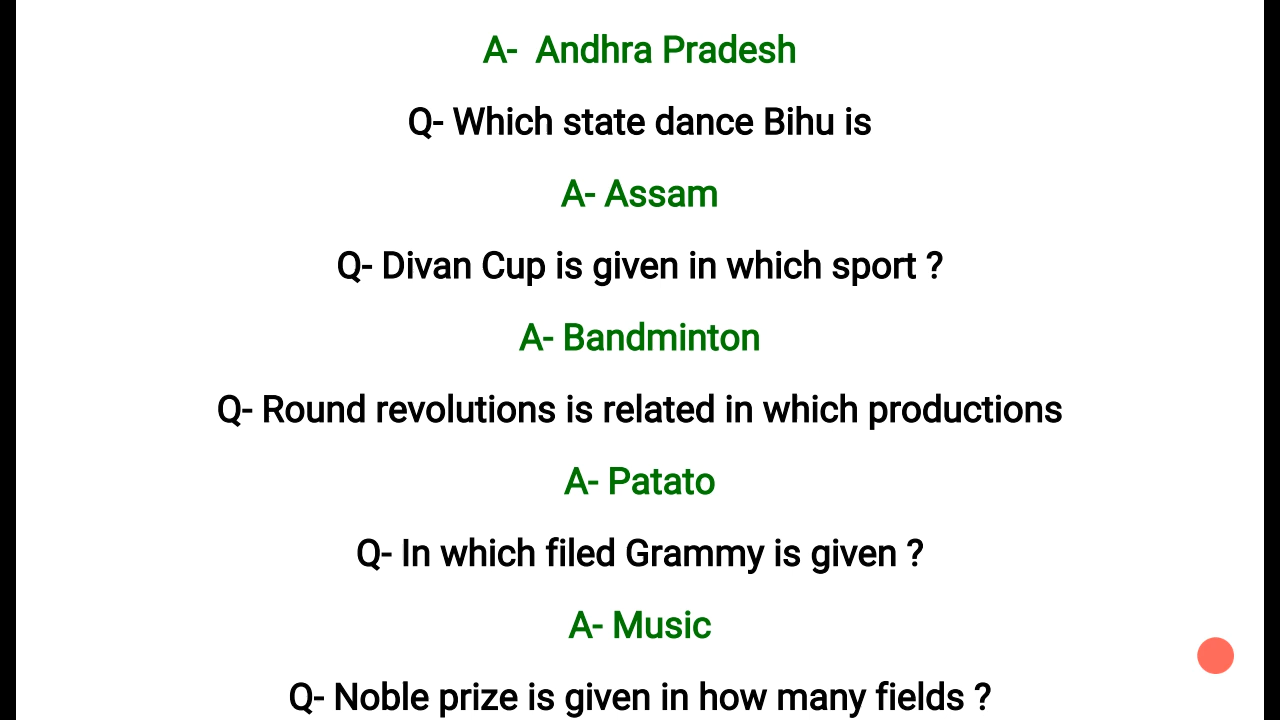 A- Andhra Pradesh
Q- Which state dance Bihu is
A- Assam
Q- Divan Cup is given in which sport ?
A- Bandminton
Q- Round revolutions is related in which productions
A- Patato
Q- In which filed Grammy is given ?
A- Music
Q- Noble prize is given in how many fields ?